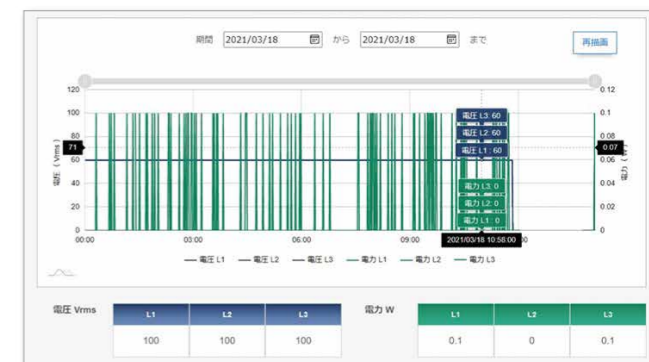 期間 2021/03/18 から 2021/03/18 まで 再描画
120 0.12
100 0.1
80 0.08
71 0.07
60 0.06
40 0.04
20 0.02
0 0
電圧 ( Vrms )
電力 ( W )
電圧 L3: 60
電圧 L2: 60
電圧 L1 : 60
電力 L3: 0
電力 L2: 0
電力 L1 : 0
00:00 03:00 06:00 09:00 2021/03/18 10:56:00
電圧 L1 電圧 L2 電圧 L3 電力 L1 電力 L2 電力 L3
電圧 Vrms L1 L2 L3 電力 W L1 L2 L3
100 100 100 0.1 0 0.1